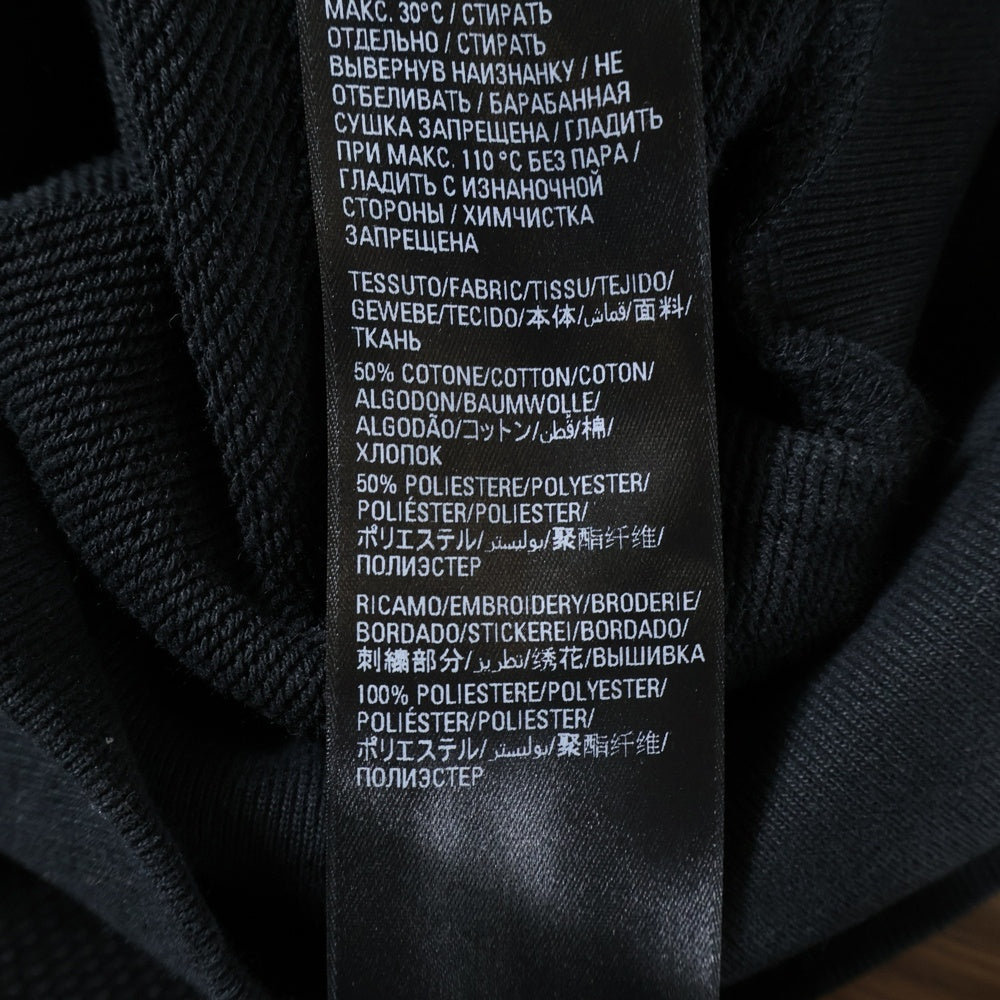 МАКС. 30°C / СТИРАТЬ
ОТДЕЛЬНО / СТИРАТЬ
ВЫВЕРНУВ НАИЗНАНКУ / НЕ
ОТБЕЛИВАТЬ / БАРАБАННАЯ
СУШКА ЗАПРЕЩЕНА / ГЛАДИТЬ
ПРИ МАКС. 110 °C БЕЗ ПАРА /
ГЛАДИТЬ С ИЗНАНОЧНОЙ
СТОРОНЫ / ХИМЧИСТКА
ЗАПРЕЩЕНА
TESSUTO/FABRIC/TISSU/TEJIDO/
GEWEBE/TECIDO/本体/قماش/面料/
ТКАНЬ
50% COTONE/COTTON/COTON/
ALGODON/BAUMWOLLE/
ALGODÃO/コットン/قطن/棉/
ХЛОПОК
50% POLIESTERE/POLYESTER/
POLIÉSTER/POLIESTER/
ポリエステル/بوليستر/聚酯纤维/
ПОЛИЭСТЕР
RICAMO/EMBROIDERY/BRODERIE/
BORDADO/STICKEREI/BORDADO/
刺繍部分/تطريز/绣花/ВЫШИВКА
100% POLIESTERE/POLYESTER/
POLIÉSTER/POLIESTER/
ポリエステル/بوليستر/聚酯纤维/
ПОЛИЭСТЕР